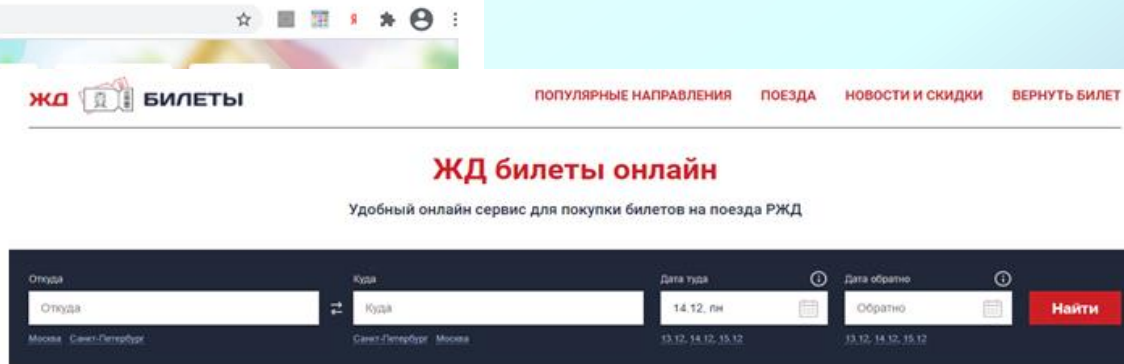 Я
ЖД БИЛЕТЫ
ПОПУЛЯРНЫЕ НАПРАВЛЕНИЯ ПОЕЗДА НОВОСТИ И СКИДКИ ВЕРНУТЬ БИЛЕТ
ЖД билеты онлайн
Удобный онлайн сервис для покупки билетов на поезда РЖД
Откуда Куда Дата туда Дата обратно
Откуда Куда 14.12, пн Обратно Найти
Москва Санкт-Петербург Санкт-Петербург Москва 13.12, 14.12, 15.12 13.12, 14.12, 15.12